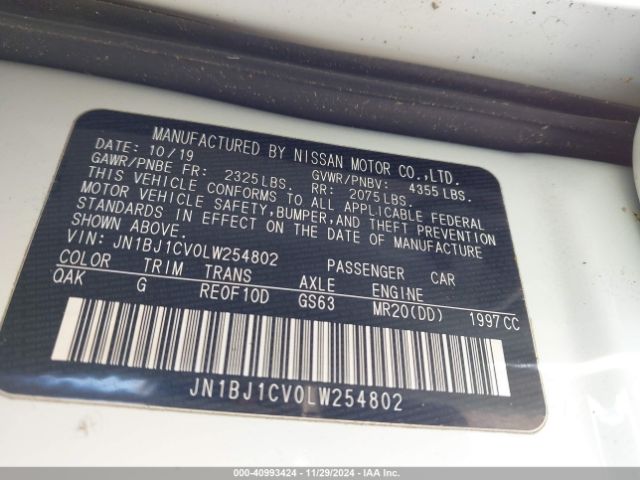 MANUFACTURED BY NISSAN MOTOR CO.,LTD.
DATE: 10/19 GVWR/PNBV: 4355 LBS.
GAWR/PNBE FR: 2325 LBS. RR: 2075 LBS.
THIS VEHICLE CONFORMS TO ALL APPLICABLE FEDERAL
MOTOR VEHICLE SAFETY, BUMPER, AND THEFT PREVENTION
STANDARDS IN EFFECT ON THE DATE OF MANUFACTURE
SHOWN ABOVE.
VIN: JN1BJ1CV0LW254802 PASSENGER CAR
COLOR TRIM TRANS AXLE ENGINE
QAK G RE0F10D GS63 MR20(DD) 1997CC
JN1BJ1CV0LW254802
000-40993424 - 11/29/2024 - IAA Inc.